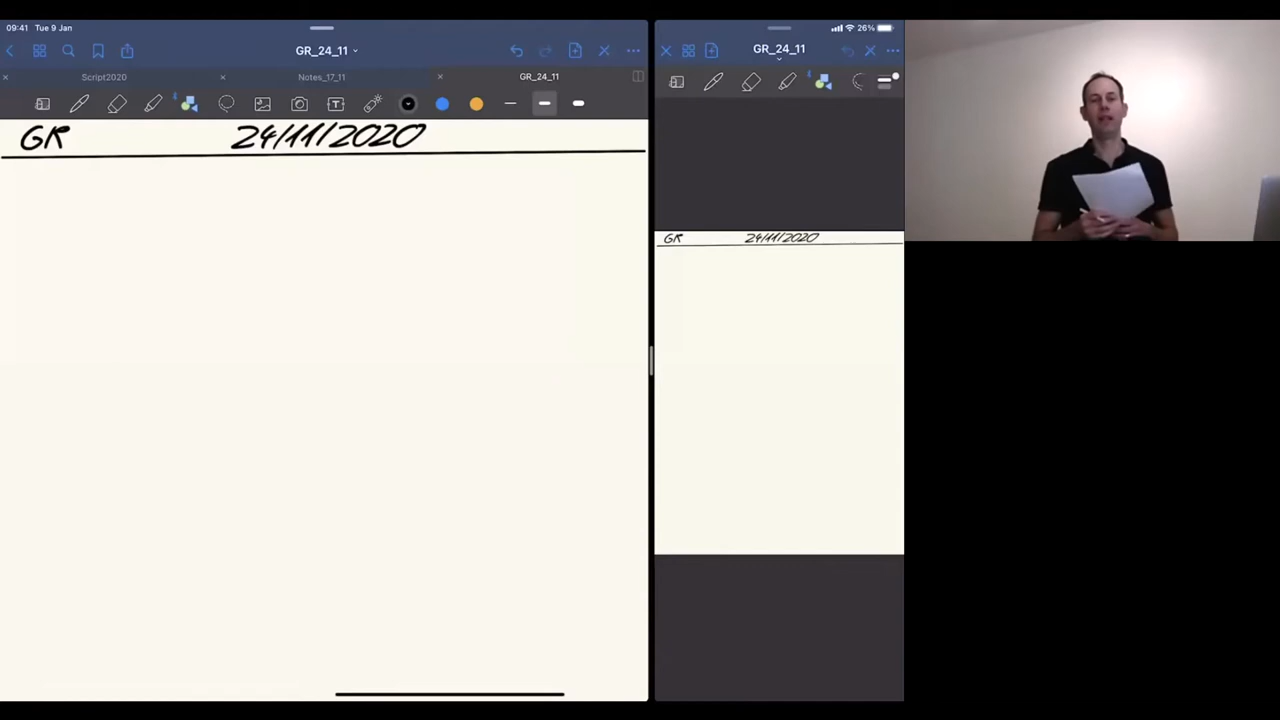 09:41 Tue 9 Jan
26%
GR_24_11
GR_24_11
Script2020
Notes_17_11
GR_24_11
GR 24/11/2020
GR 24/11/2020